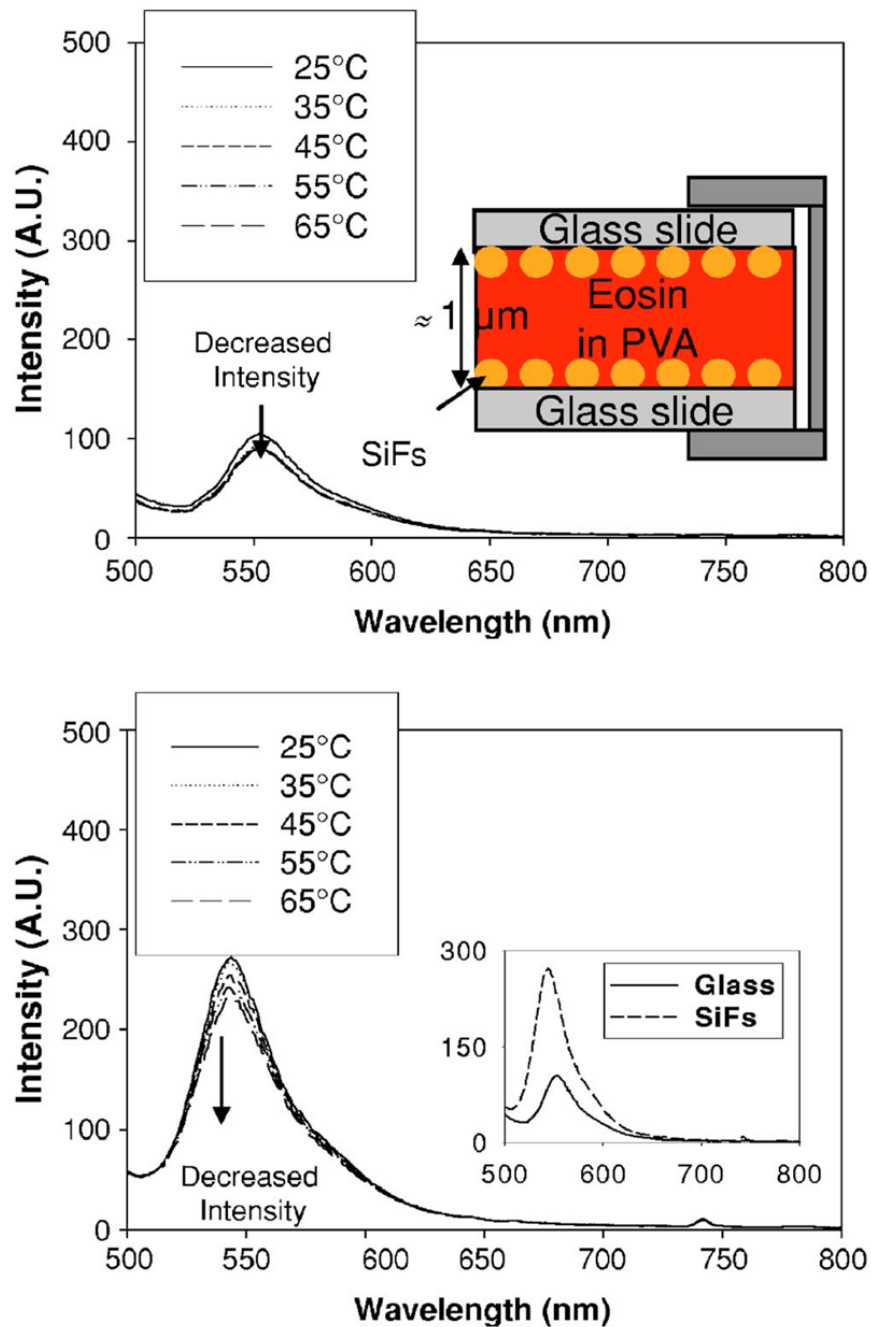 500
400
300
200
100
0
Intensity (A.U.)
25°C
35°C
45°C
55°C
65°C
Glass slide
≈ 1 µm
Eosin
in PVA
Glass slide
SiFs
Decreased
Intensity
500 550 600 650 700 750 800
Wavelength (nm)
500
400
300
200
100
0
Intensity (A.U.)
25°C
35°C
45°C
55°C
65°C
Decreased
Intensity
300
150
0
Glass
SiFs
500 600 700 800
500 550 600 650 700 750 800
Wavelength (nm)